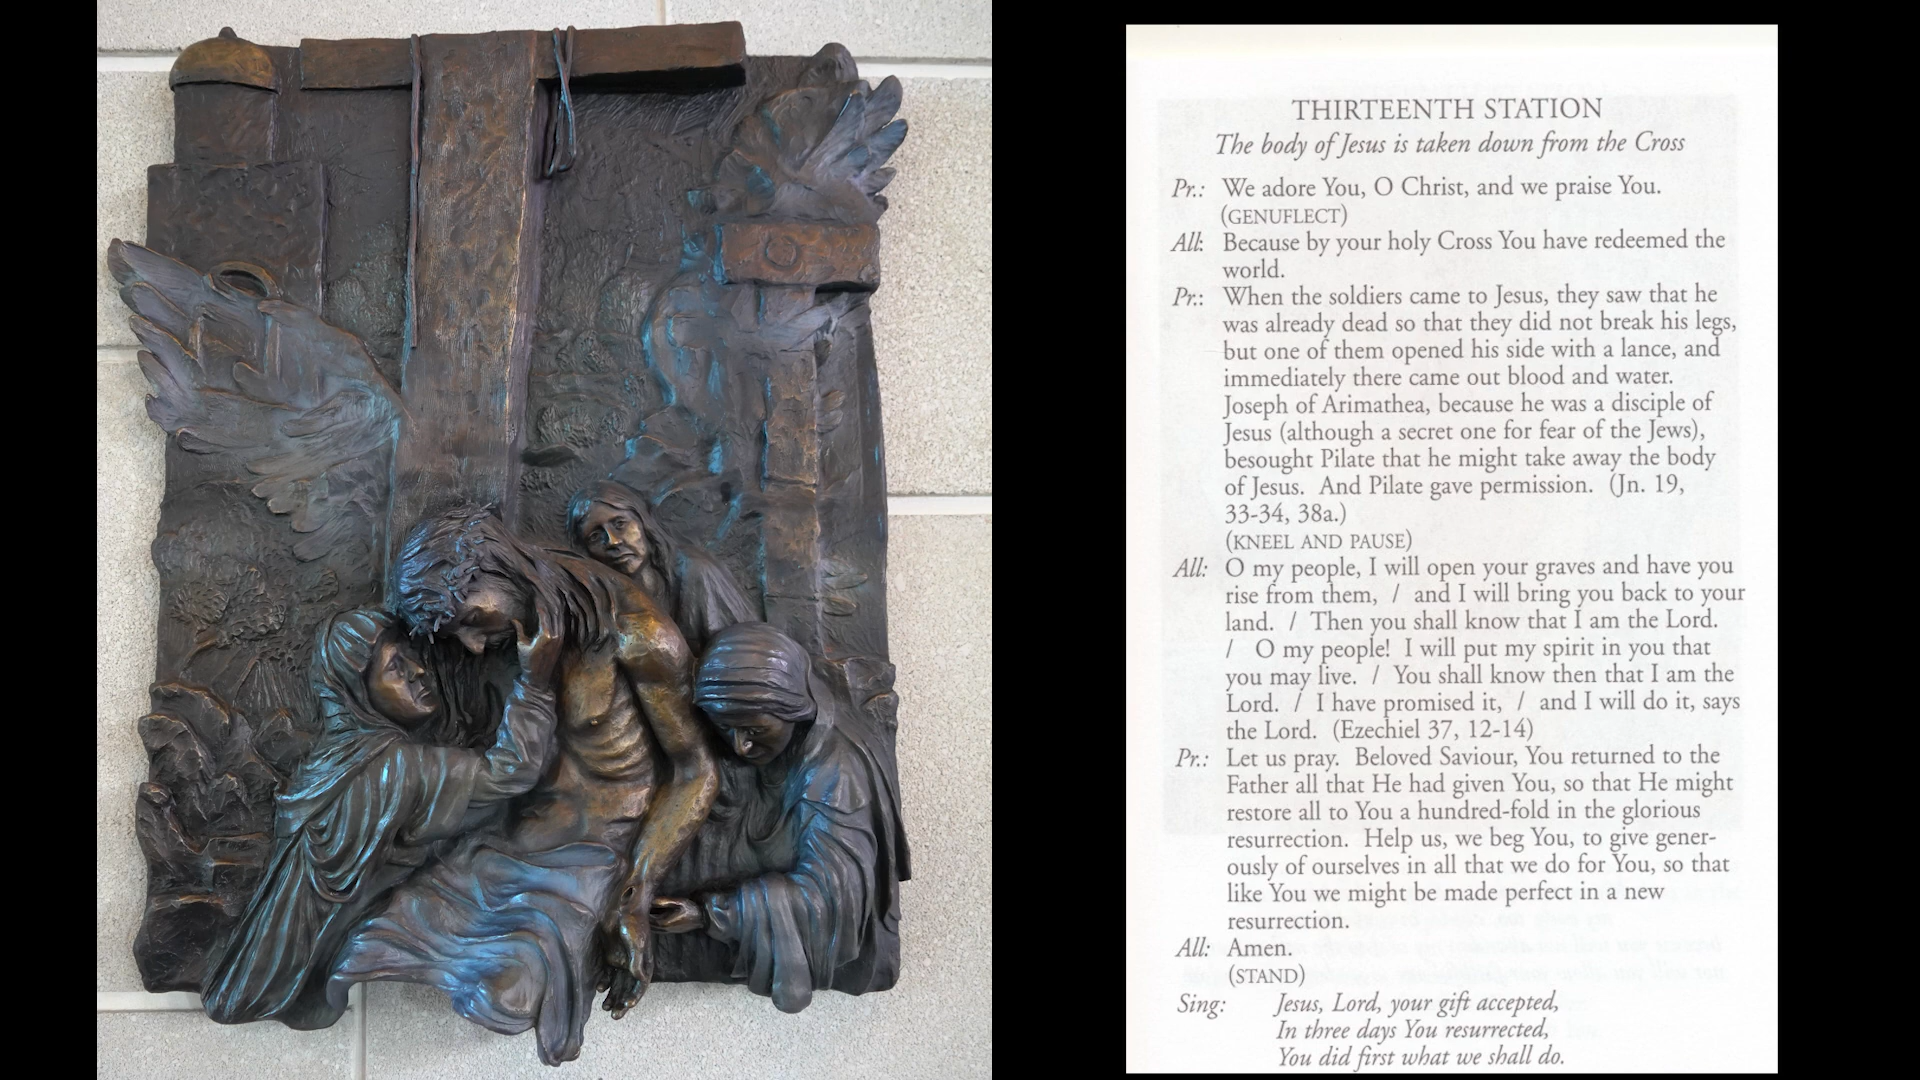 THIRTEENTH STATION
The body of Jesus is taken down from the Cross
Pr.: We adore You, O Christ, and we praise You.
(GENUFLECT)
All: Because by your holy Cross You have redeemed the
world.
Pr.: When the soldiers came to Jesus, they saw that he
was already dead so that they did not break his legs,
but one of them opened his side with a lance, and
immediately there came out blood and water.
Joseph of Arimathea, because he was a disciple of
Jesus (although a secret one for fear of the Jews),
besought Pilate that he might take away the body
of Jesus. And Pilate gave permission. (Jn. 19,
33-34, 38a.)
(KNEEL AND PAUSE)
All: O my people, I will open your graves and have you
rise from them, / and I will bring you back to your
land. / Then you shall know that I am the Lord.
/ O my people! I will put my spirit in you that
you may live. / You shall know then that I am the
Lord. / I have promised it, / and I will do it, says
the Lord. (Ezechiel 37, 12-14)
Pr.: Let us pray. Beloved Saviour, You returned to the
Father all that He had given You, so that He might
restore all to You a hundred-fold in the glorious
resurrection. Help us, we beg You, to give gener-
ously of ourselves in all that we do for You, so that
like You we might be made perfect in a new
resurrection.
All: Amen.
(STAND)
Sing: Jesus, Lord, your gift accepted,
In three days You resurrected,
You did first what we shall do.